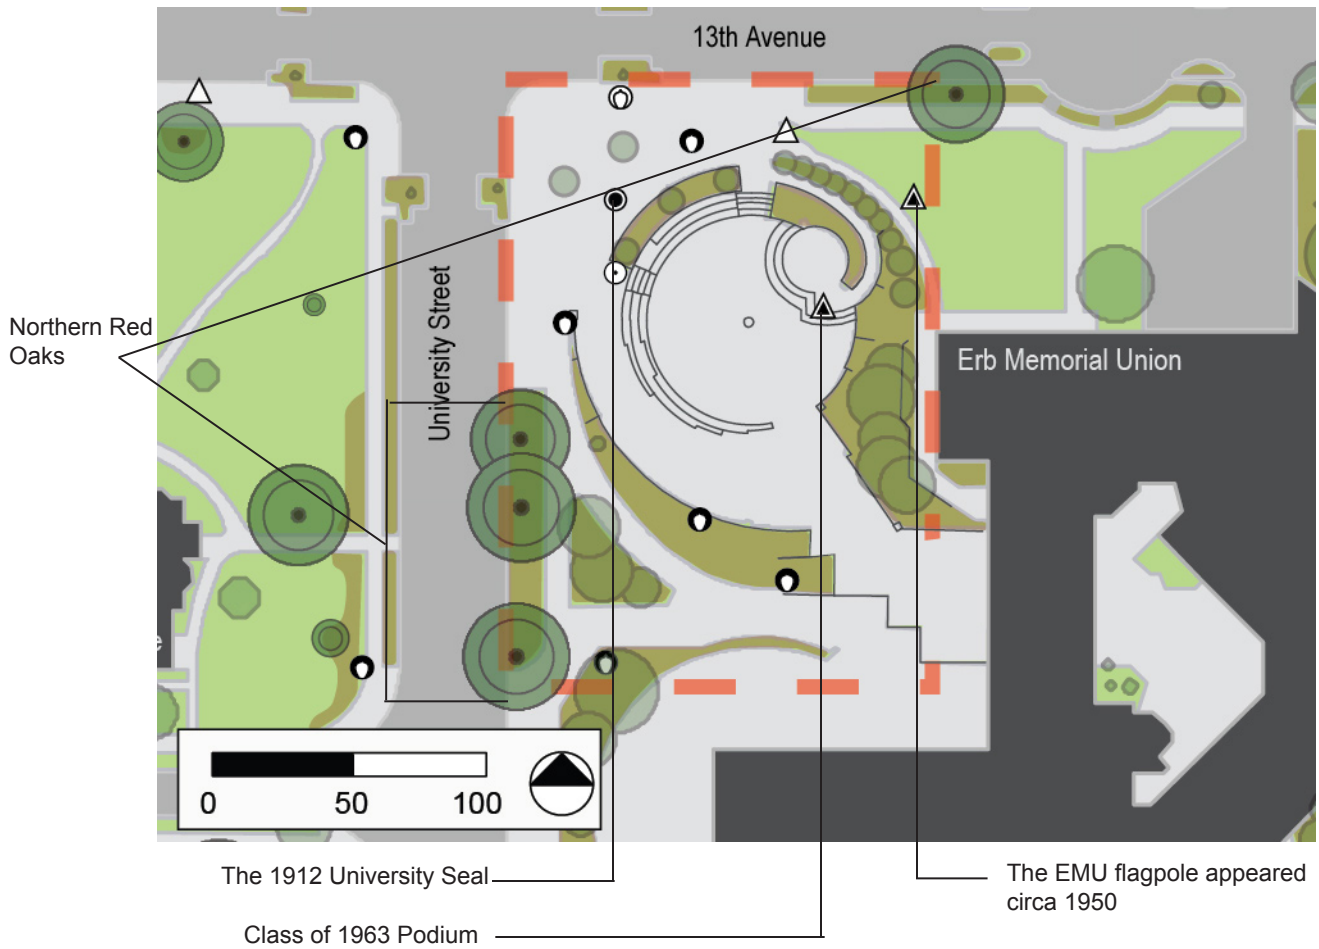 13th Avenue
University Street
Northern Red
Oaks
Erb Memorial Union
e
0 50 100
The 1912 University Seal
The EMU flagpole appeared
circa 1950
Class of 1963 Podium